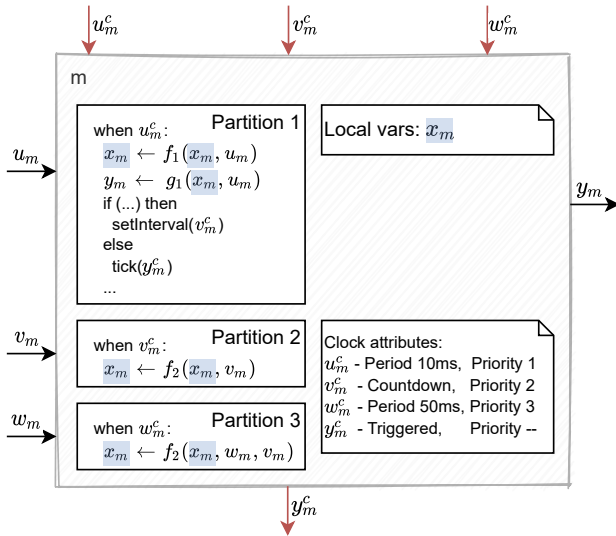 u_m^c v_m^c w_m^c
m
Partition 1
when u_m^c:
x_m ← f_1(x_m, u_m)
y_m ← g_1(x_m, u_m)
if (...) then
setInterval(v_m^c)
else
tick(y_m^c)
...
Local vars: x_m
u_m
y_m
v_m
Partition 2
when v_m^c:
x_m ← f_2(x_m, v_m)
w_m
Partition 3
when w_m^c:
x_m ← f_2(x_m, w_m, v_m)
Clock attributes:
u_m^c - Period 10ms, Priority 1
v_m^c - Countdown, Priority 2
w_m^c - Period 50ms, Priority 3
y_m^c - Triggered, Priority --
y_m^c